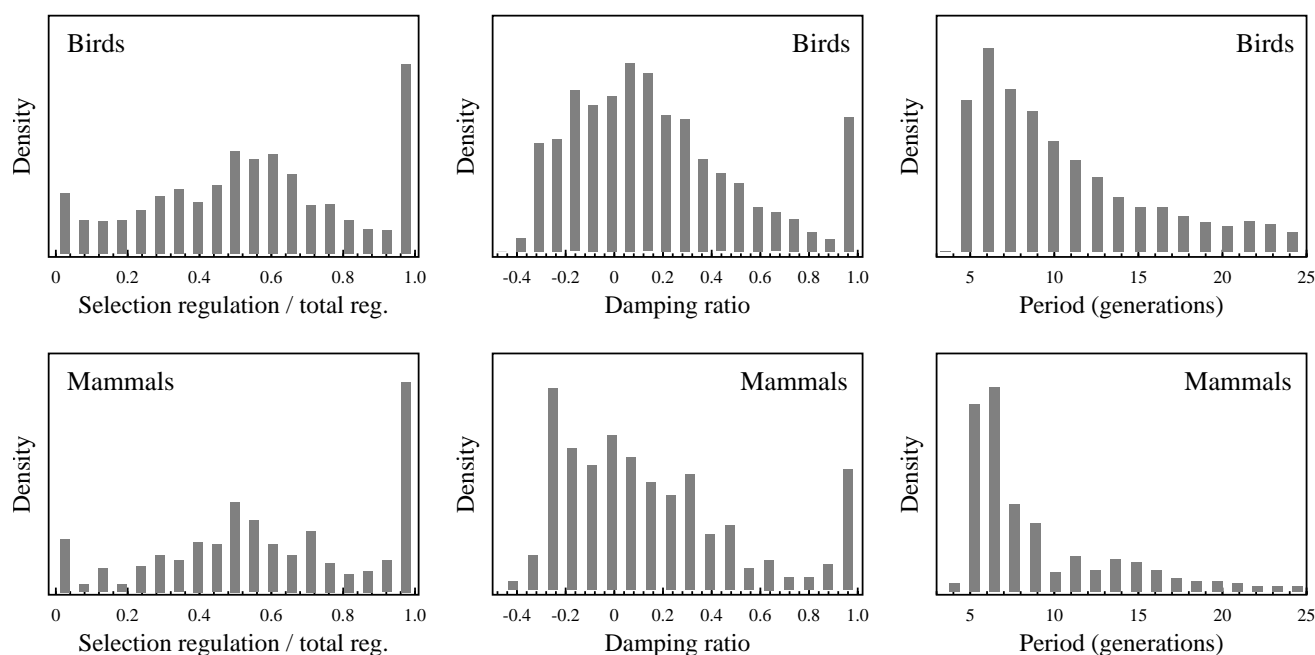 Birds
Density
0 0.2 0.4 0.6 0.8 1.0
Selection regulation / total reg.
Birds
Density
-0.4 -0.2 0 0.2 0.4 0.6 0.8 1.0
Damping ratio
Birds
Density
5 10 15 20 25
Period (generations)
Mammals
Density
0 0.2 0.4 0.6 0.8 1.0
Selection regulation / total reg.
Mammals
Density
-0.4 -0.2 0 0.2 0.4 0.6 0.8 1.0
Damping ratio
Mammals
Density
5 10 15 20 25
Period (generations)